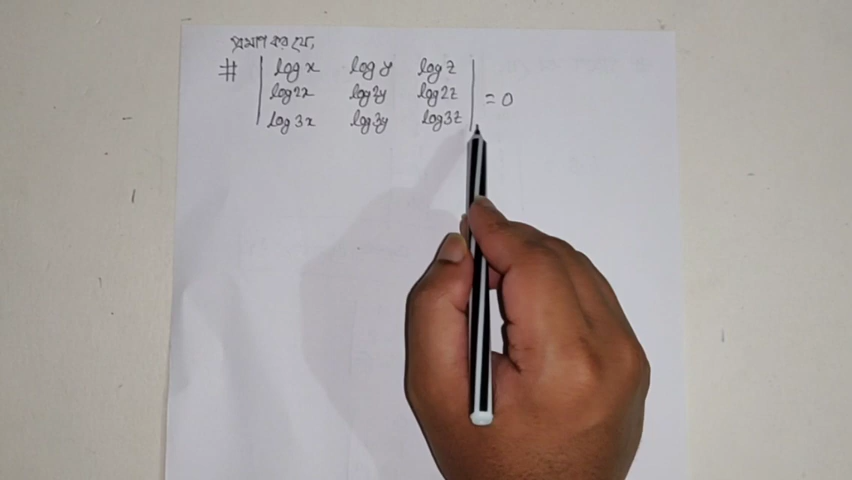 প্রমাণ কর যে,
# | log x log y log z |
| log 2x log 2y log 2z | = 0
| log 3x log 3y log 3z |